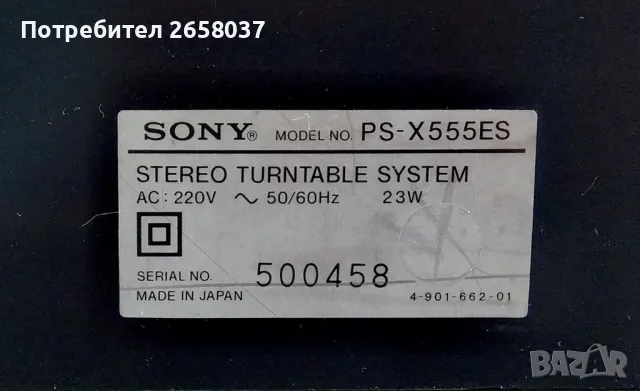 Потребител 2658037
SONY® MODEL NO. PS-X555ES
STEREO TURNTABLE SYSTEM
AC: 220V ~ 50/60Hz 23W
SERIAL NO. 500458
MADE IN JAPAN 4-901-662-01
BAZAR